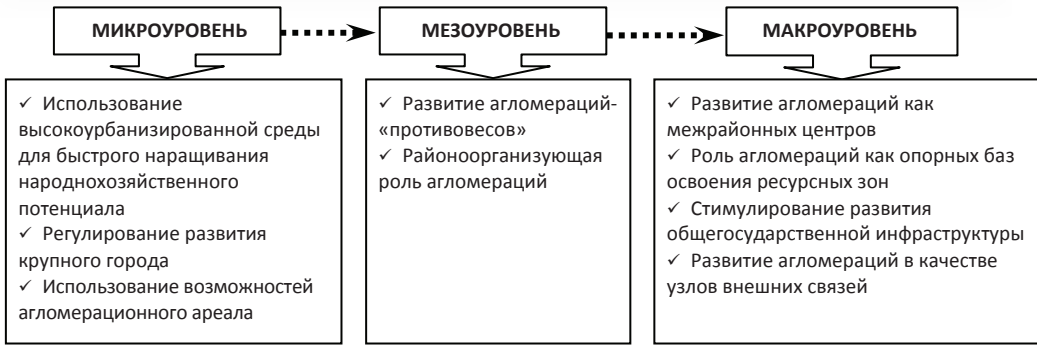 МИКРОУРОВЕНЬ
✓ Использование
высокоурбанизированной среды
для быстрого наращивания
народнохозяйственного
потенциала
✓ Регулирование развития
крупного города
✓ Использование возможностей
агломерационного ареала
МЕЗОУРОВЕНЬ
✓ Развитие агломераций-
«противовесов»
✓ Районоорганизующая
роль агломераций
МАКРОУРОВЕНЬ
✓ Развитие агломераций как
межрайонных центров
✓ Роль агломераций как опорных баз
освоения ресурсных зон
✓ Стимулирование развития
общегосударственной инфраструктуры
✓ Развитие агломераций в качестве
узлов внешних связей